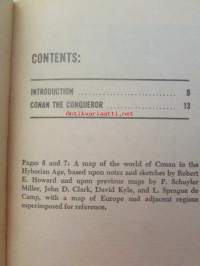 CONTENTS:
INTRODUCTION 9
CONAN THE CONQUEROR 13
Pages 6 and 7: A map of the world of Conan in the
Hyborian Age, based upon notes and sketches by Robert
E. Howard and upon previous maps by P. Schuyler
Miller, John D. Clark, David Kyle, and L. Sprague de
Camp, with a map of Europe and adjacent regions
superimposed for reference.